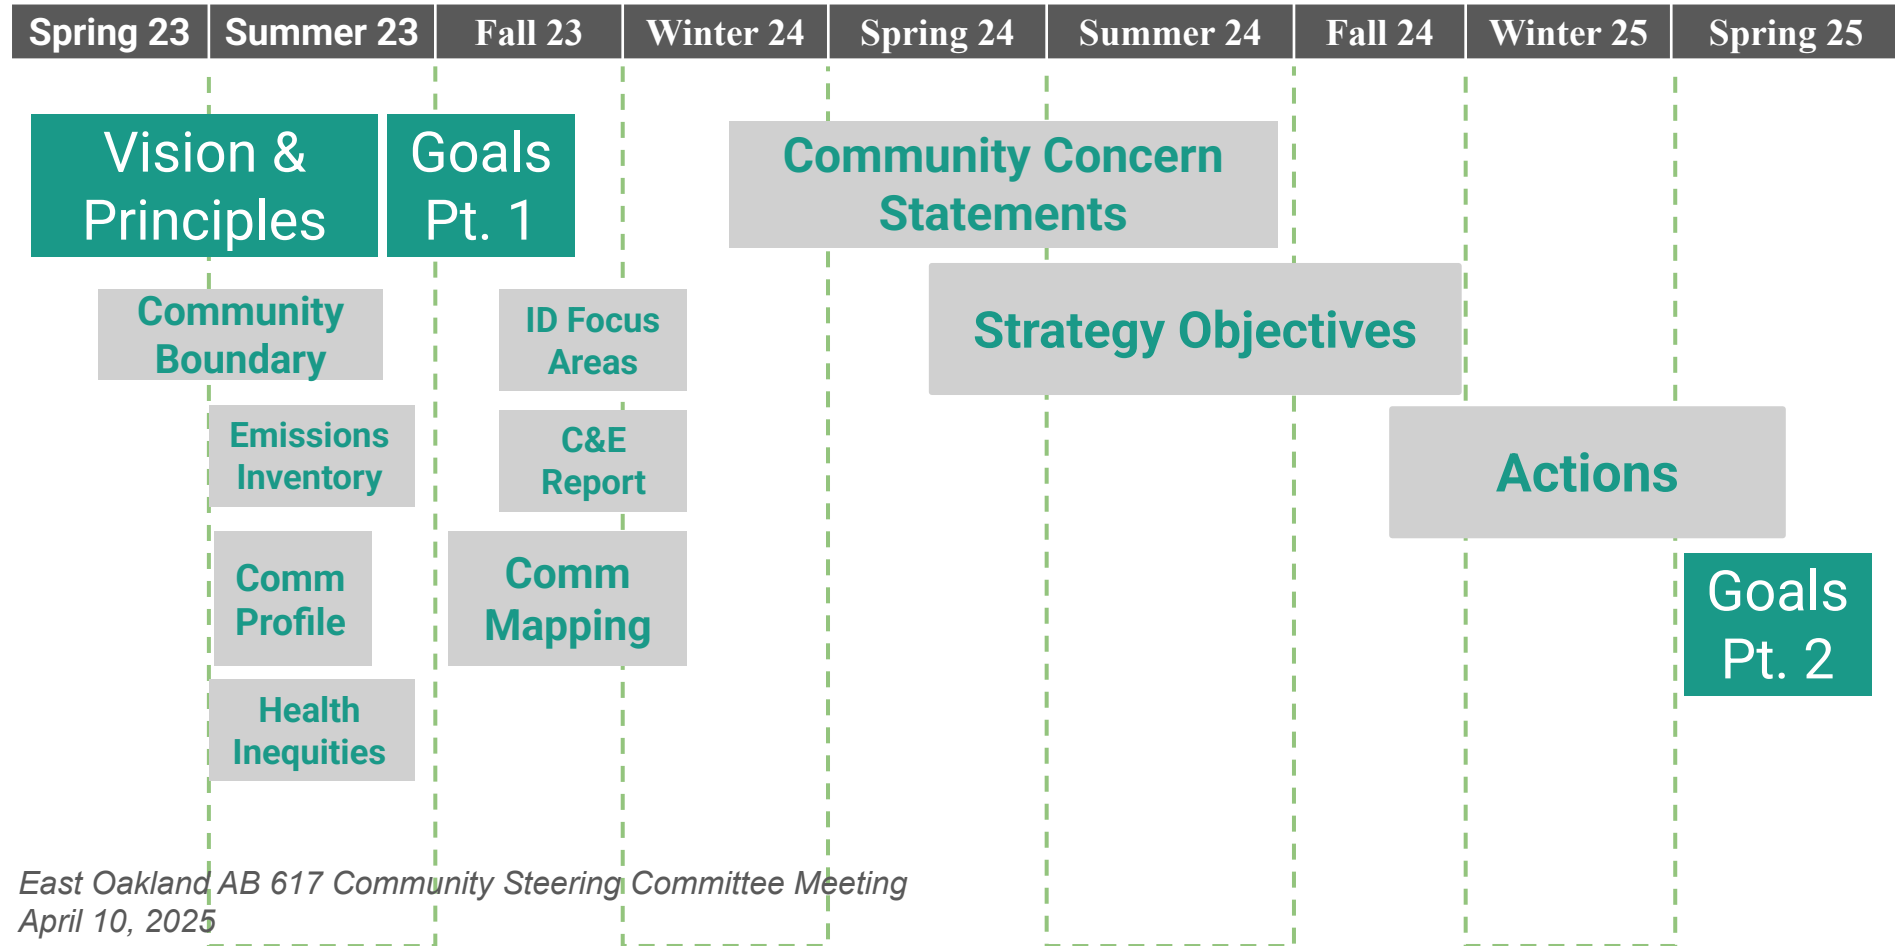 Spring 23
Summer 23
Fall 23
Winter 24
Spring 24
Summer 24
Fall 24
Winter 25
Spring 25
Vision &
Principles
Goals
Pt. 1
Community Concern
Statements
Community
Boundary
ID Focus
Areas
Strategy Objectives
Emissions
Inventory
C&E
Report
Actions
Comm
Profile
Comm
Mapping
Goals
Pt. 2
Health
Inequities
East Oakland AB 617 Community Steering Committee Meeting
April 10, 2025